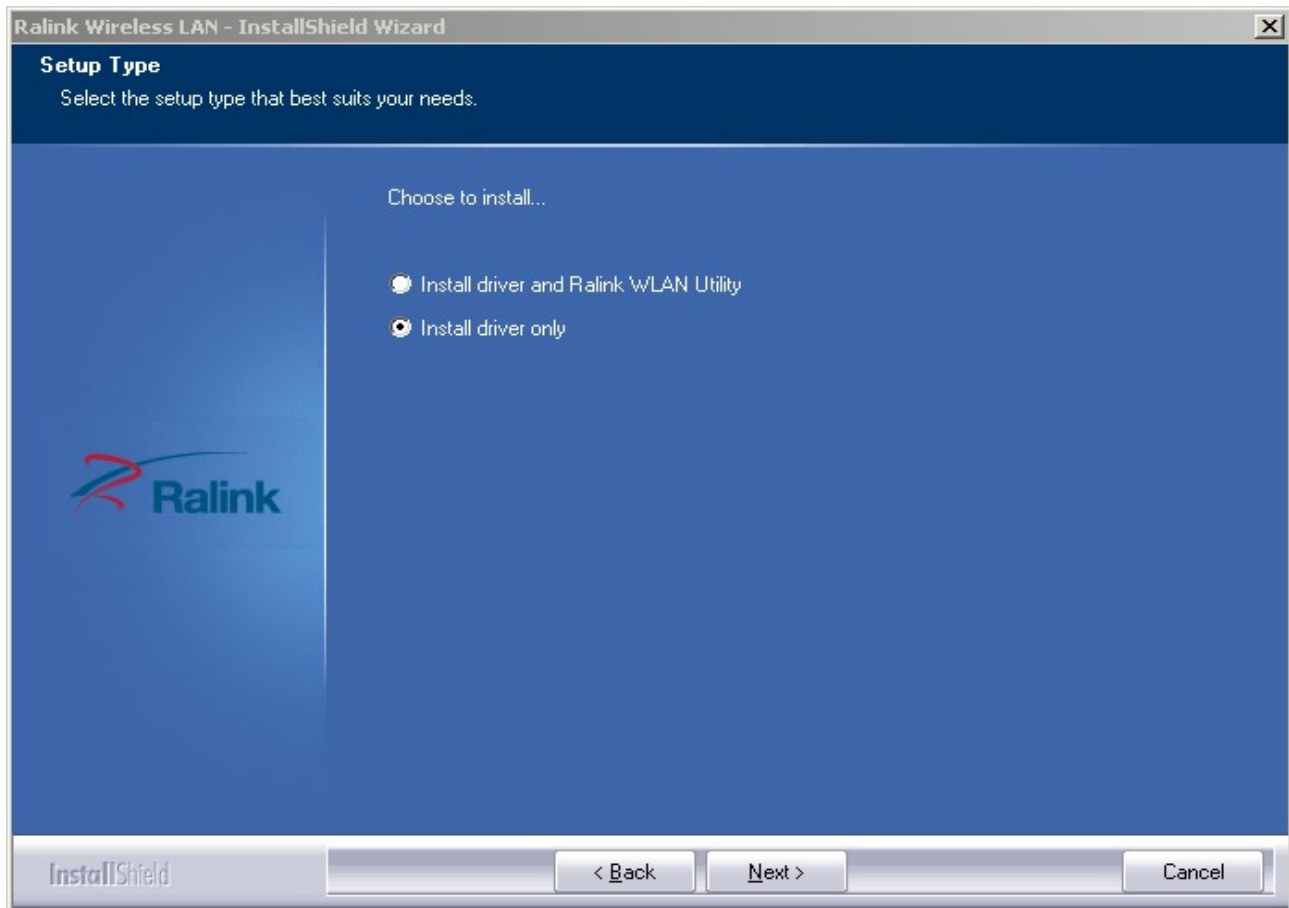 Ralink Wireless LAN - InstallShield Wizard
Setup Type
Select the setup type that best suits your needs.
Choose to install...
Install driver and Ralink WLAN Utility
Install driver only
Ralink
InstallShield
< Back
Next >
Cancel